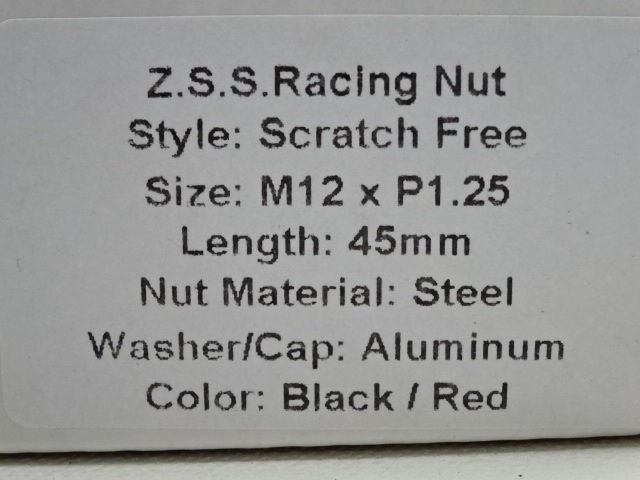 Z.S.S.Racing Nut
Style: Scratch Free
Size: M12 x P1.25
Length: 45mm
Nut Material: Steel
Washer/Cap: Aluminum
Color: Black / Red